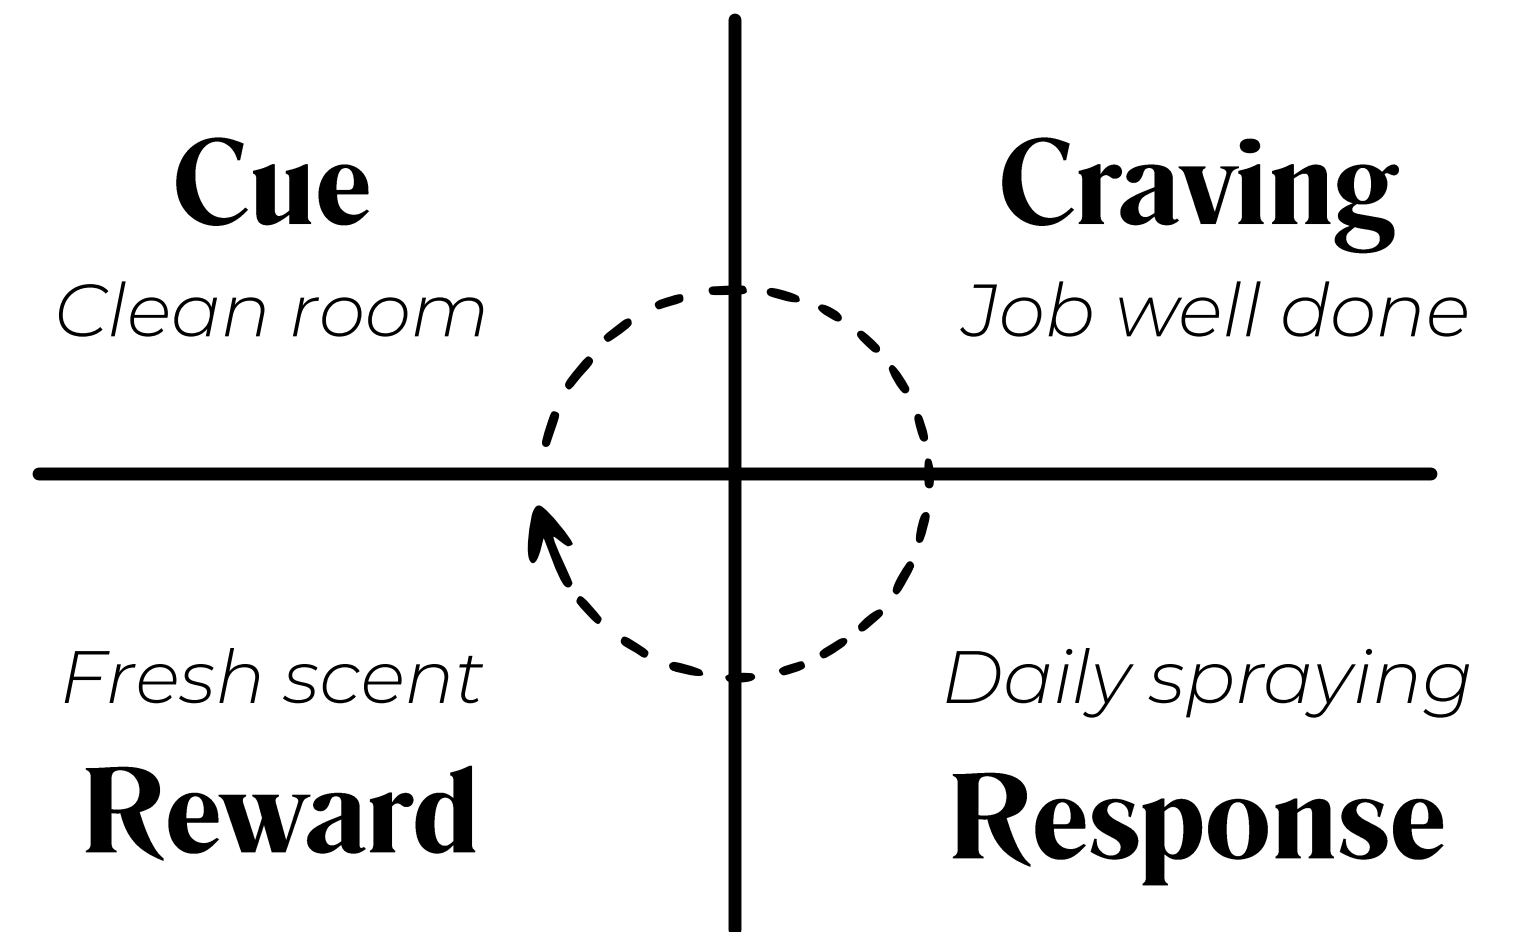 Cue
Clean room
Craving
Job well done
Fresh scent
Reward
Daily spraying
Response